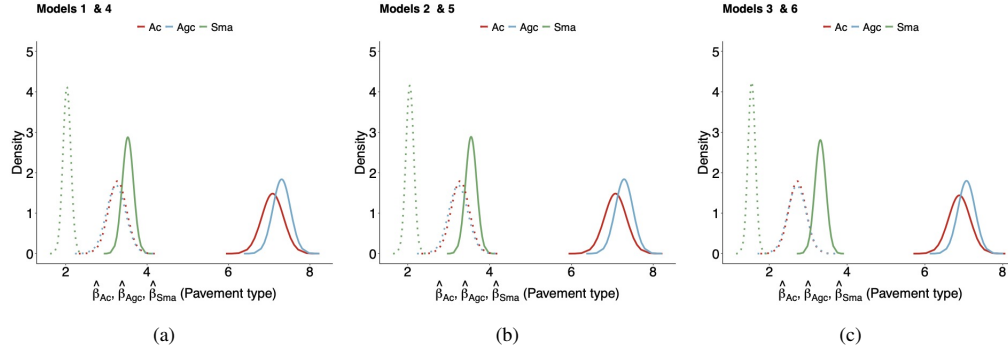 Models 1 & 4
Ac Agc Sma
5
4
3
2
1
0
Density
2 4 6 8
β̂Ac, β̂Agc, β̂Sma (Pavement type)
(a)
Models 2 & 5
Ac Agc Sma
5
4
3
2
1
0
Density
2 4 6 8
β̂Ac, β̂Agc, β̂Sma (Pavement type)
(b)
Models 3 & 6
Ac Agc Sma
5
4
3
2
1
0
Density
2 4 6 8
β̂Ac, β̂Agc, β̂Sma (Pavement type)
(c)